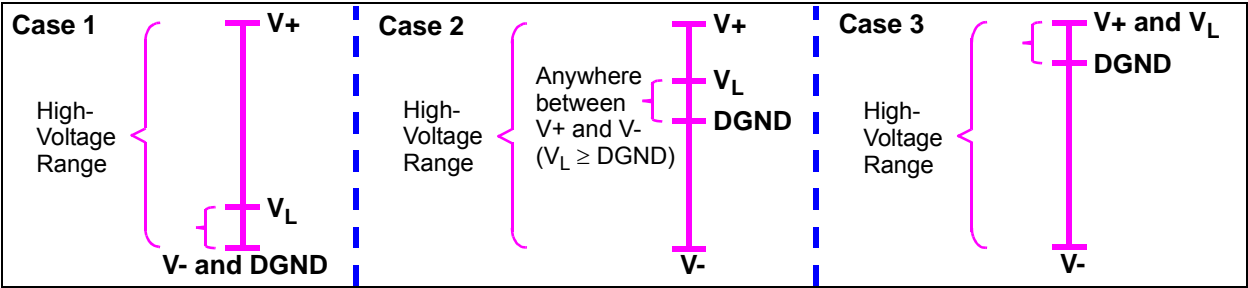 Case 1
V+
High-
Voltage
Range
VL
V- and DGND
Case 2
V+
Anywhere
between
V+ and V-
(VL ≥ DGND)
VL
DGND
High-
Voltage
Range
V-
Case 3
V+ and VL
DGND
High-
Voltage
Range
V-